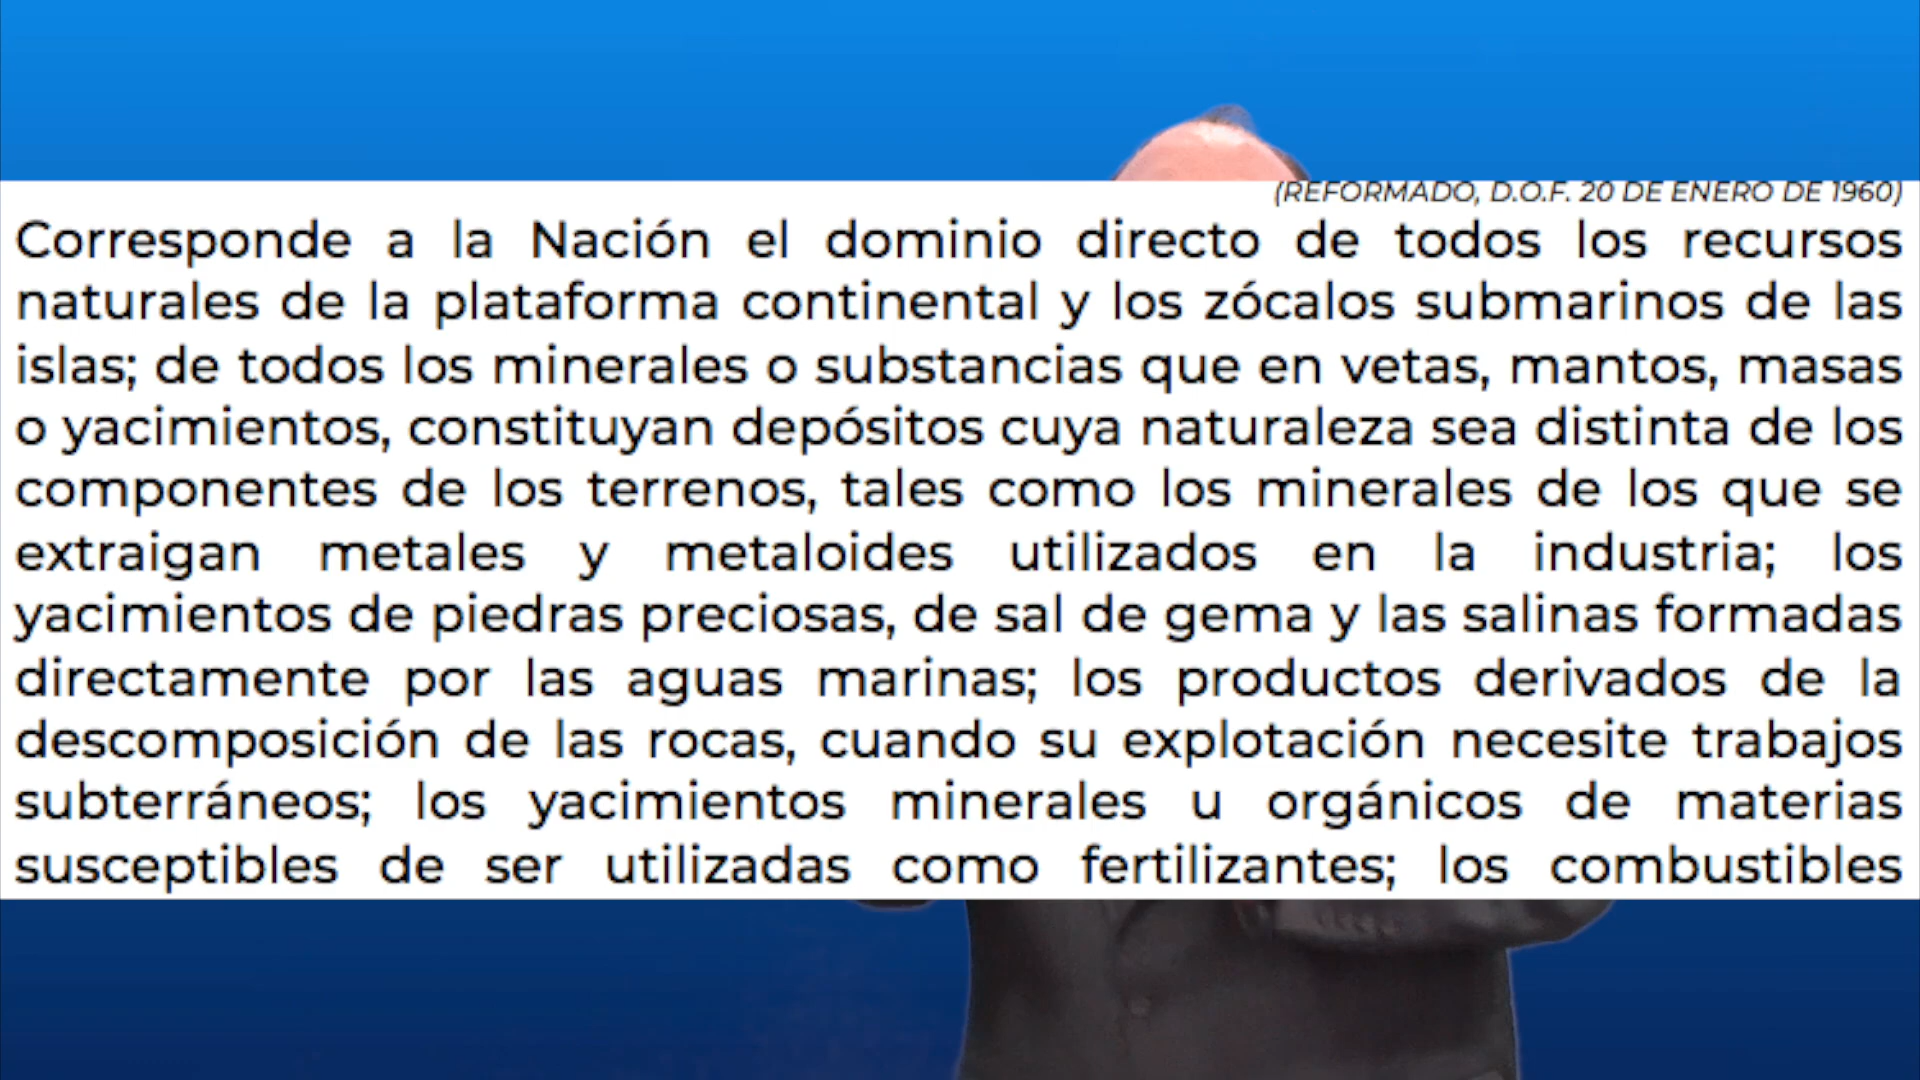 (REFORMADO, D.O.F. 20 DE ENERO DE 1960)
Corresponde a la Nación el dominio directo de todos los recursos
naturales de la plataforma continental y los zócalos submarinos de las
islas; de todos los minerales o substancias que en vetas, mantos, masas
o yacimientos, constituyan depósitos cuya naturaleza sea distinta de los
componentes de los terrenos, tales como los minerales de los que se
extraigan metales y metaloides utilizados en la industria; los
yacimientos de piedras preciosas, de sal de gema y las salinas formadas
directamente por las aguas marinas; los productos derivados de la
descomposición de las rocas, cuando su explotación necesite trabajos
subterráneos; los yacimientos minerales u orgánicos de materias
susceptibles de ser utilizadas como fertilizantes; los combustibles